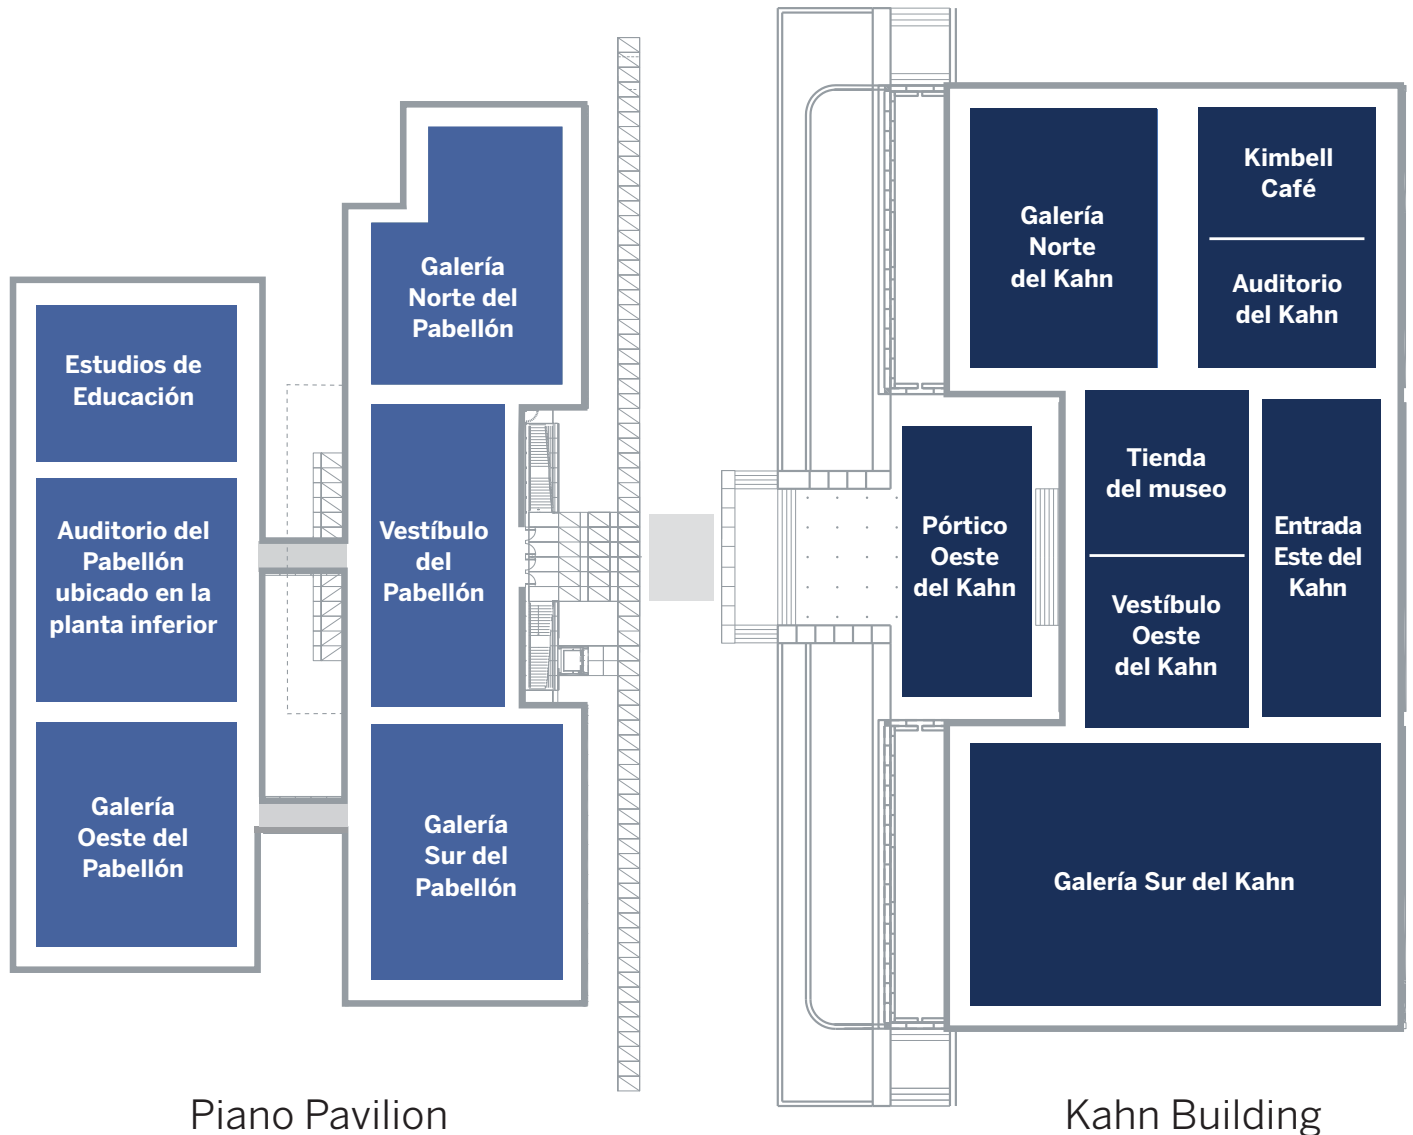 Galería
Norte del
Pabellón
Estudios de
Educación
Auditorio del
Pabellón
ubicado en la
planta inferior
Vestíbulo
del
Pabellón
Galería
Oeste del
Pabellón
Galería
Sur del
Pabellón
Piano Pavilion
Galería
Norte
del Kahn
Kimbell
Café
Auditorio
del Kahn
Pórtico
Oeste
del Kahn
Tienda
del museo
Vestíbulo
Oeste
del Kahn
Entrada
Este del
Kahn
Galería Sur del Kahn
Kahn Building